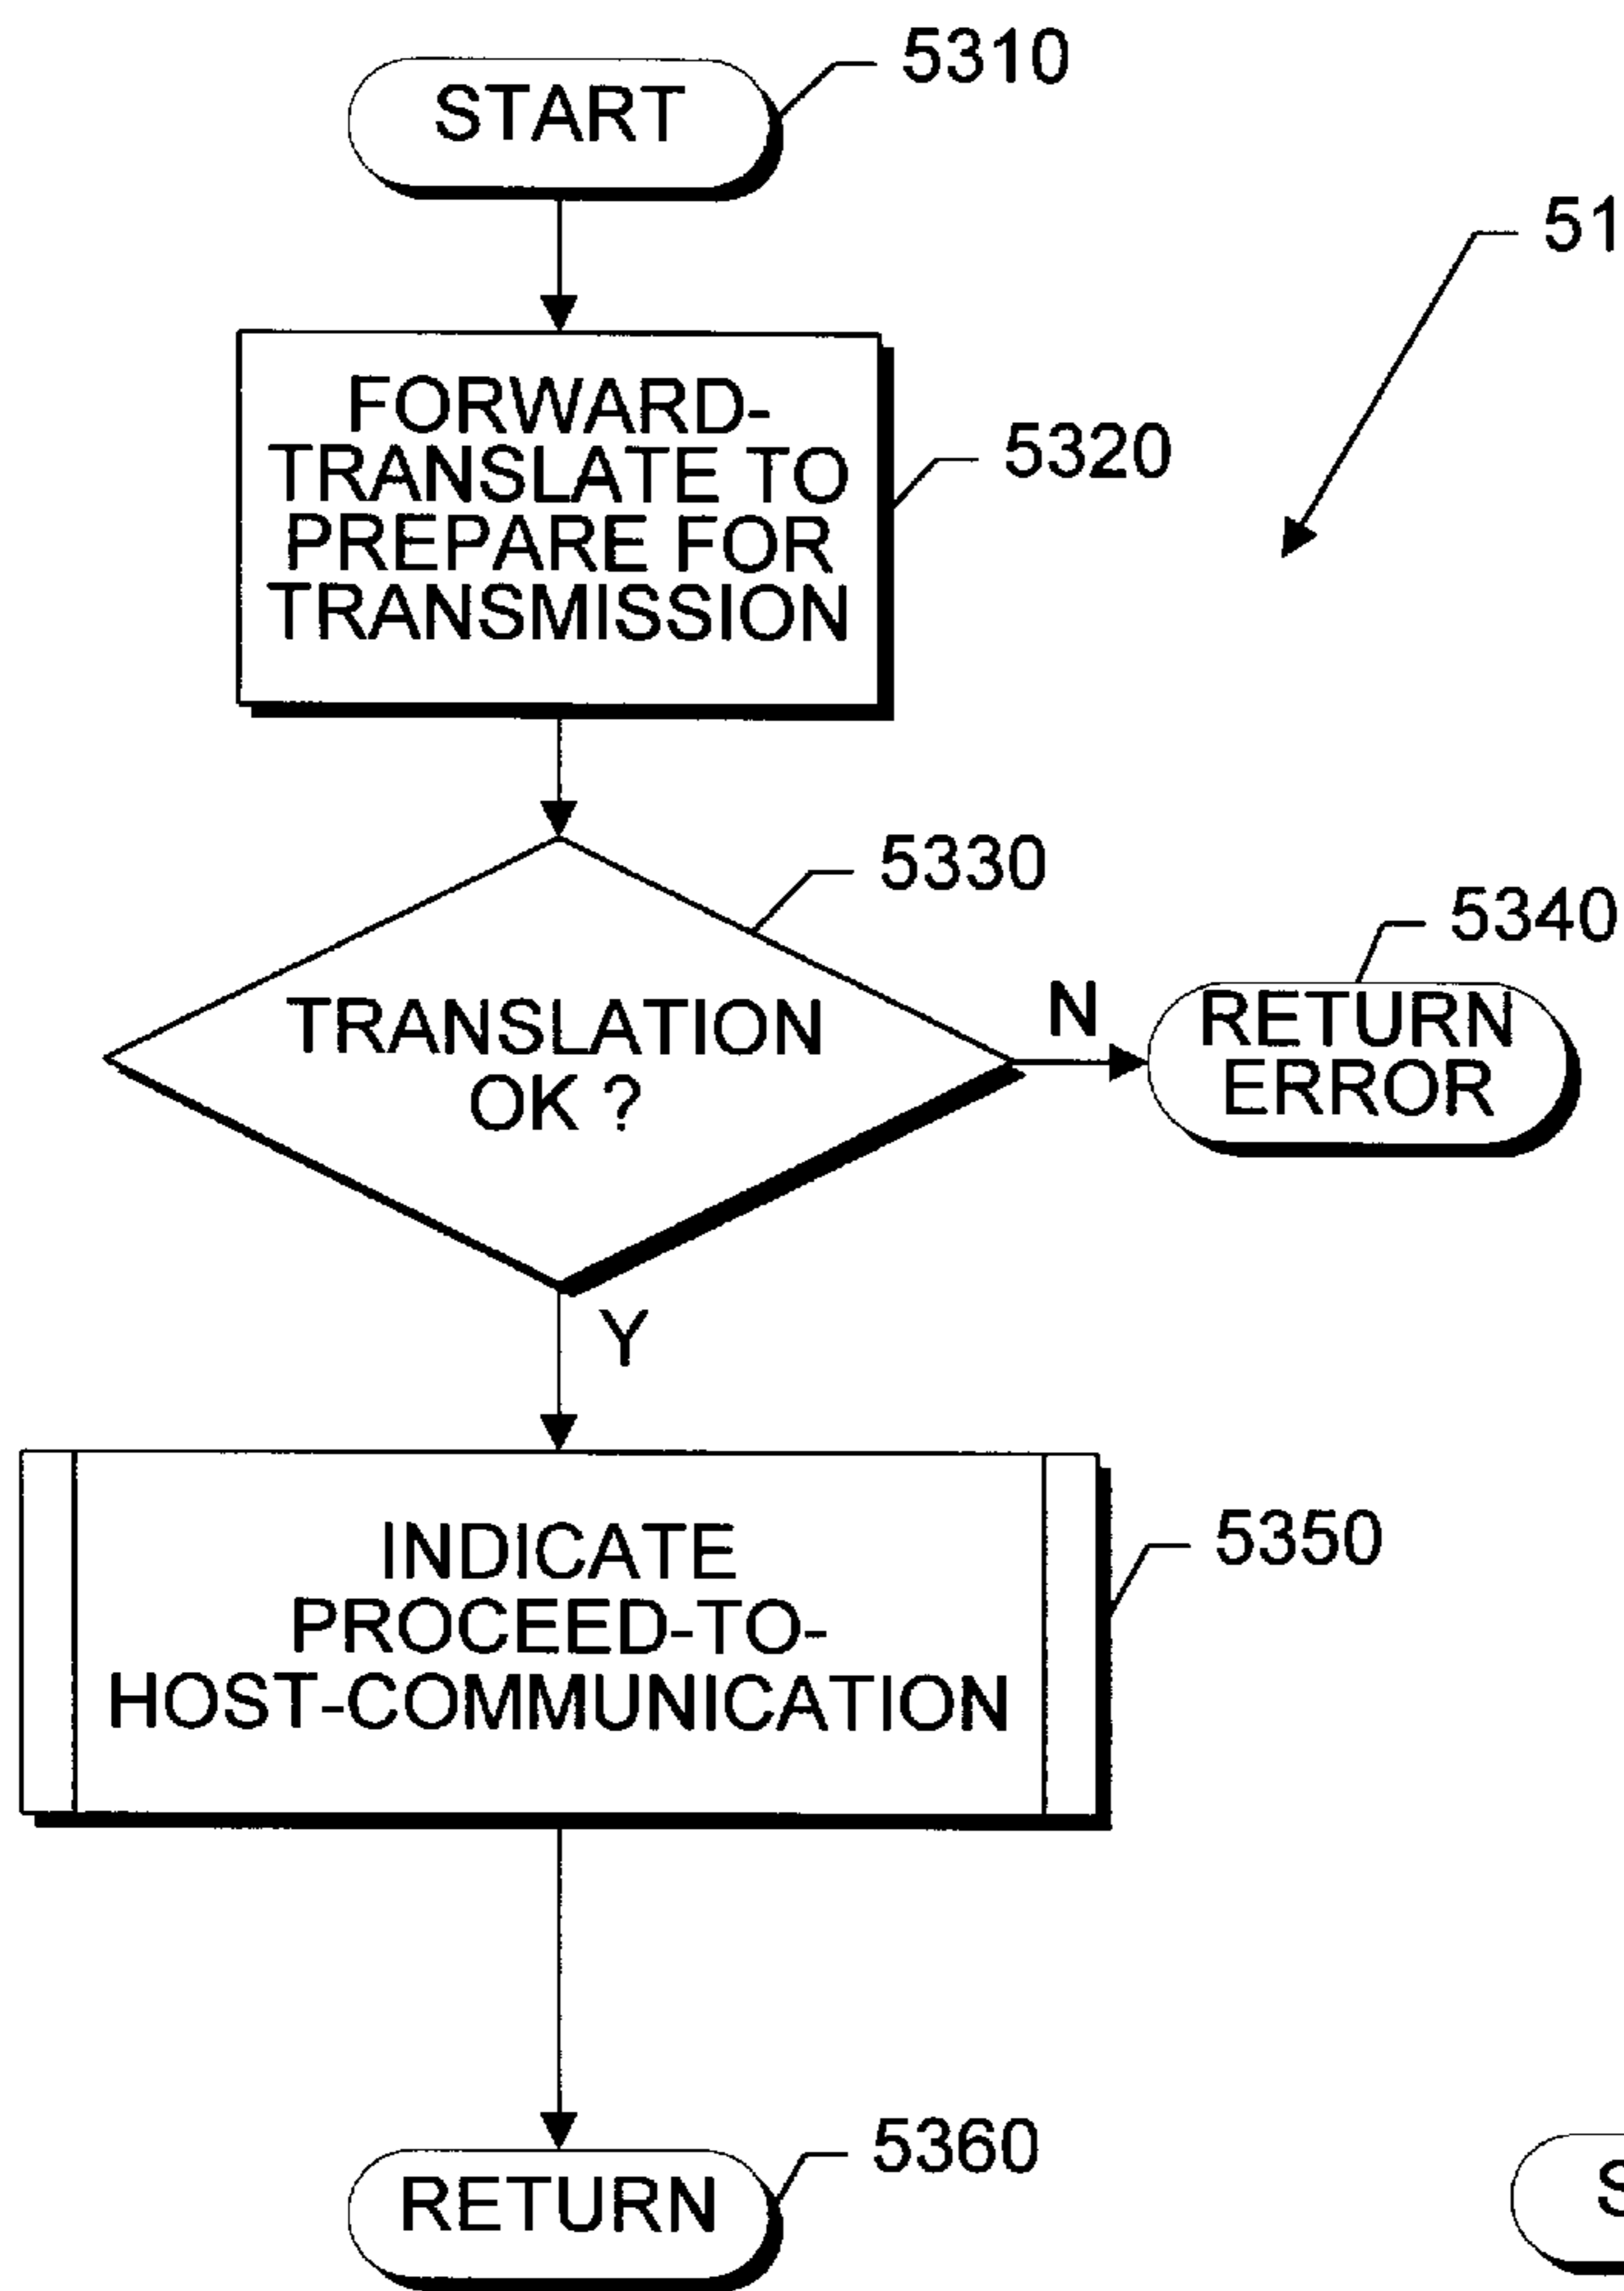 START
5310
51
FORWARD-
TRANSLATE TO
PREPARE FOR
TRANSMISSION
5320
5330
TRANSLATION
OK ?
N
5340
RETURN
ERROR
Y
INDICATE
PROCEED-TO-
HOST-COMMUNICATION
5350
5360
RETURN
S